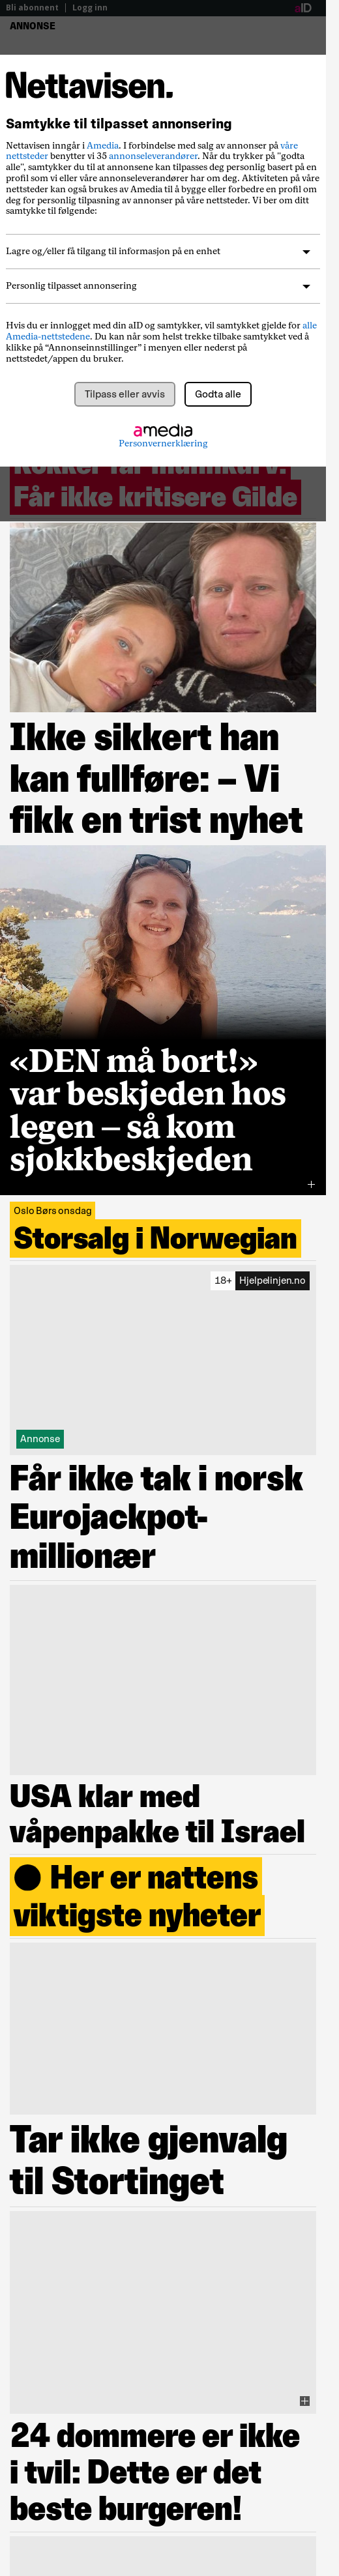 Bli abonnent | Logg inn aID
ANNONSE
Nettavisen.
Samtykke til tilpasset annonsering
Nettavisen inngår i Amedia. I forbindelse med salg av annonser på våre
nettsteder benytter vi 35 annonseleverandører. Når du trykker på "godta
alle", samtykker du til at annonsene kan tilpasses deg personlig basert på en
profil som vi eller våre annonseleverandører har om deg. Aktiviteten på våre
nettsteder kan også brukes av Amedia til å bygge eller forbedre en profil om
deg for personlig tilpasning av annonser på våre nettsteder. Vi ber om ditt
samtykke til følgende:
Lagre og/eller få tilgang til informasjon på en enhet
Personlig tilpasset annonsering
Hvis du er innlogget med din aID og samtykker, vil samtykket gjelde for alle
Amedia-nettstedene. Du kan når som helst trekke tilbake samtykket ved å
klikke på “Annonseinnstillinger” i menyen eller nederst på
nettstedet/appen du bruker.
Tilpass eller avvis
Godta alle
amedia
Personvernerklæring
Får ikke kritisere Gilde
Ikke sikkert han
kan fullføre: – Vi
fikk en trist nyhet
«DEN må bort!»
var beskjeden hos
legen – så kom
sjokkbeskjeden
Oslo Børs onsdag
Storsalg i Norwegian
18+ Hjelpelinjen.no
Annonse
Får ikke tak i norsk
Eurojackpot-
millionær
USA klar med
våpenpakke til Israel
● Her er nattens
viktigste nyheter
Tar ikke gjenvalg
til Stortinget
24 dommere er ikke
i tvil: Dette er det
beste burgeren!